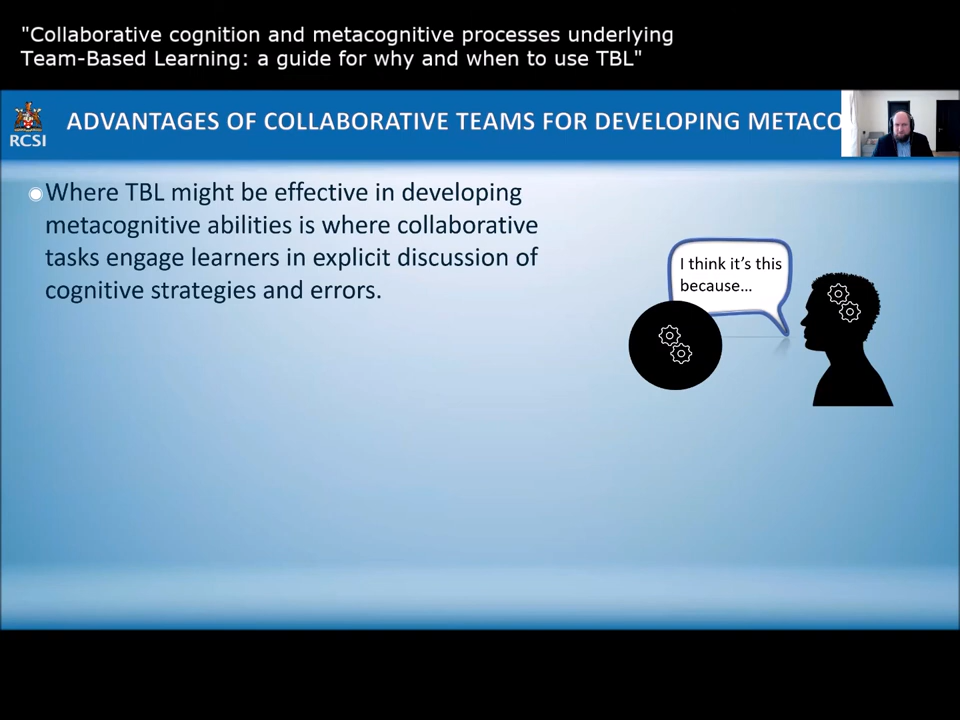 "Collaborative cognition and metacognitive processes underlying
Team-Based Learning: a guide for why and when to use TBL"
RCSI
ADVANTAGES OF COLLABORATIVE TEAMS FOR DEVELOPING METACO
Where TBL might be effective in developing
metacognitive abilities is where collaborative
tasks engage learners in explicit discussion of
cognitive strategies and errors.
I think it's this
because...